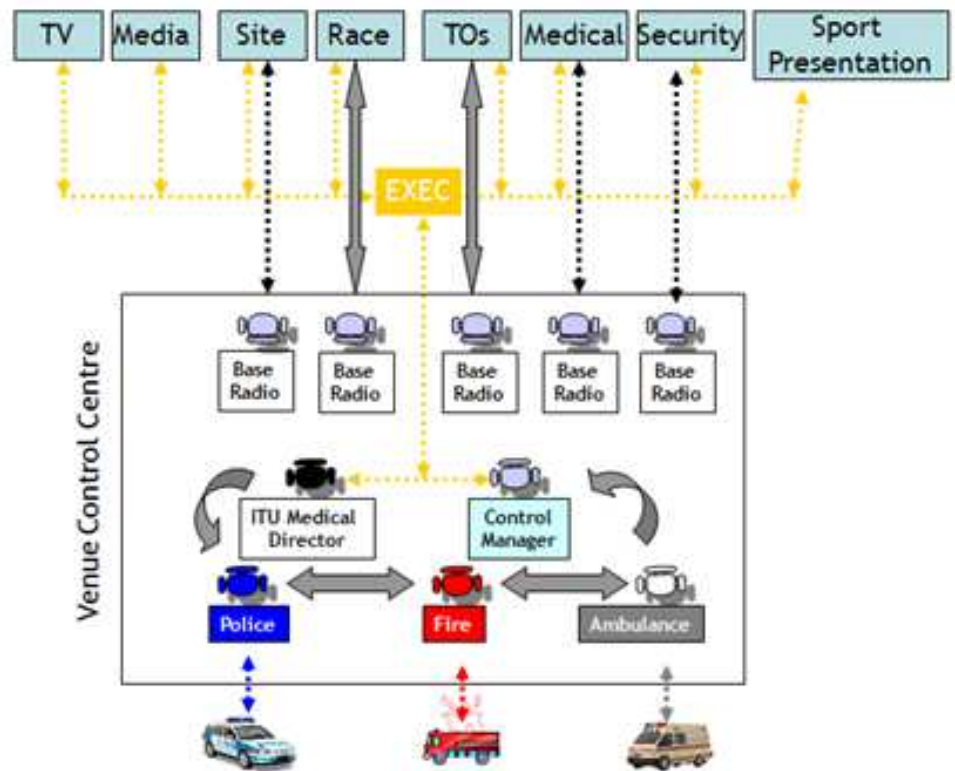 TV
Media
Site
Race
TOs
Medical
Security
Sport
Presentation
EXEC
Venue Control Centre
Base
Radio
Base
Radio
Base
Radio
Base
Radio
Base
Radio
ITU Medical
Director
Control
Manager
Police
Fire
Ambulance